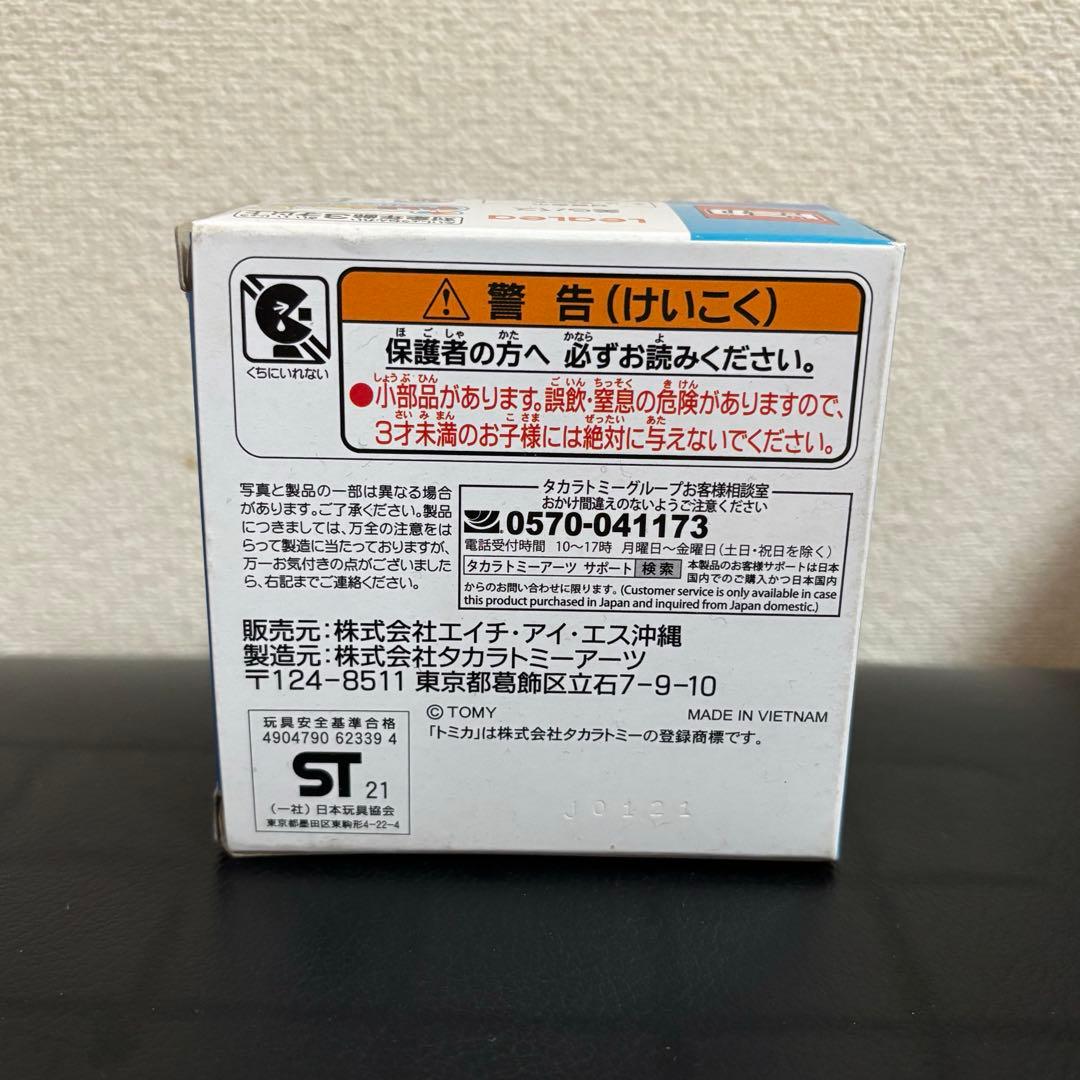 対象年齢3才以上
LeaLea
くちにいれない
警 告(けいこく)
保護者の方へ 必ずお読みください。
●小部品があります。誤飲・窒息の危険がありますので、
3才未満のお子様には絶対に与えないでください。
写真と製品の一部は異なる場合
があります。ご了承ください。製品
につきましては、万全の注意をは
らって製造に当たっておりますが、
万一お気付きの点がございました
ら、右記までご連絡ください。
タカラトミーグループお客様相談室
おかけ間違えのないようご注意ください
0570-041173
電話受付時間 10〜17時 月曜日〜金曜日(土日・祝日を除く)
タカラトミーアーツ サポート 検索
本製品のお客様サポートは日本
国内でのご購入かつ日本国内
からのお問い合わせに限ります。(Customer service is only available in case
this product purchased in Japan and inquired from Japan domestic.)
販売元:株式会社エイチ・アイ・エス沖縄
製造元:株式会社タカラトミーアーツ
〒124-8511 東京都葛飾区立石7-9-10
© TOMY MADE IN VIETNAM
「トミカ」は株式会社タカラトミーの登録商標です。
玩具安全基準合格
4904790 62339 4
ST 21
(一社)日本玩具協会
東京都墨田区東駒形4-22-4
J0121